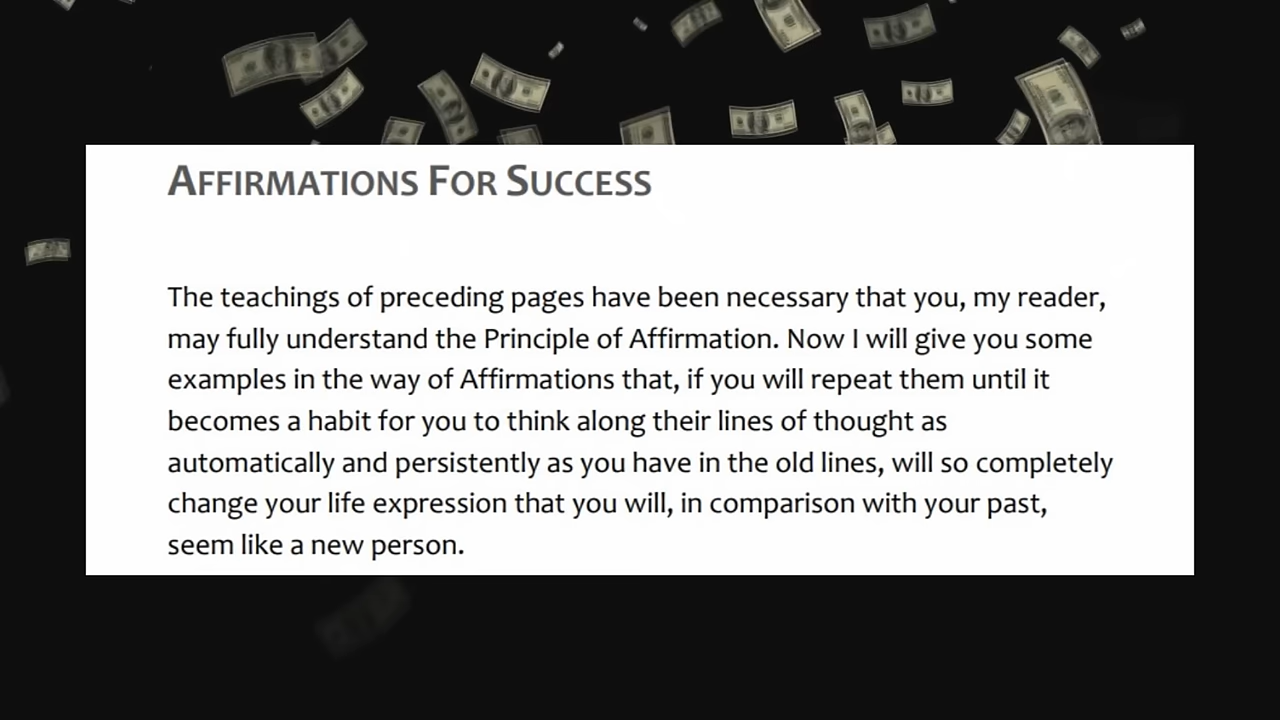 AFFIRMATIONS FOR SUCCESS
The teachings of preceding pages have been necessary that you, my reader,
may fully understand the Principle of Affirmation. Now I will give you some
examples in the way of Affirmations that, if you will repeat them until it
becomes a habit for you to think along their lines of thought as
automatically and persistently as you have in the old lines, will so completely
change your life expression that you will, in comparison with your past,
seem like a new person.